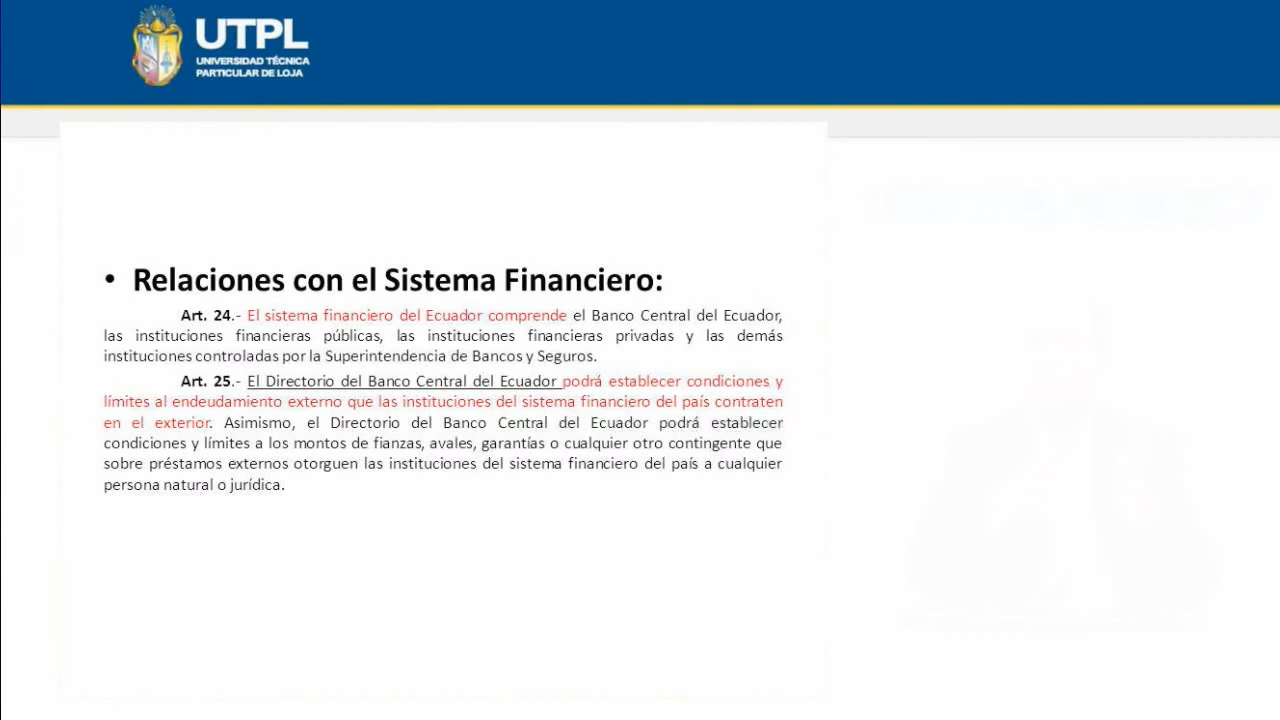 UTPL
UNIVERSIDAD TÉCNICA
PARTICULAR DE LOJA
• Relaciones con el Sistema Financiero:
Art. 24.- El sistema financiero del Ecuador comprende el Banco Central del Ecuador,
las instituciones financieras públicas, las instituciones financieras privadas y las demás
instituciones controladas por la Superintendencia de Bancos y Seguros.
Art. 25.- El Directorio del Banco Central del Ecuador podrá establecer condiciones y
límites al endeudamiento externo que las instituciones del sistema financiero del país contraten
en el exterior. Asimismo, el Directorio del Banco Central del Ecuador podrá establecer
condiciones y límites a los montos de fianzas, avales, garantías o cualquier otro contingente que
sobre préstamos externos otorguen las instituciones del sistema financiero del país a cualquier
persona natural o jurídica.